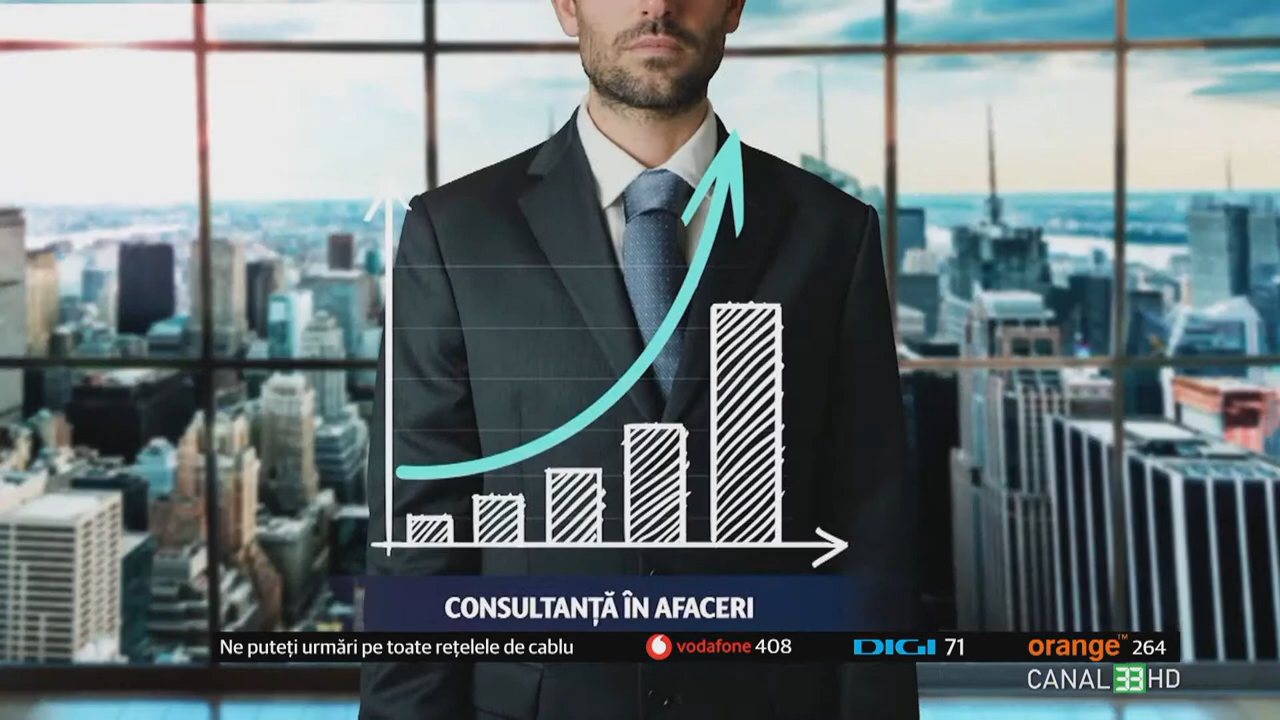 CONSULTANȚĂ ÎN AFACERI
Ne puteți urmări pe toate rețelele de cablu vodafone 408 DIGI 71 orange™ 264
CANAL 33 HD